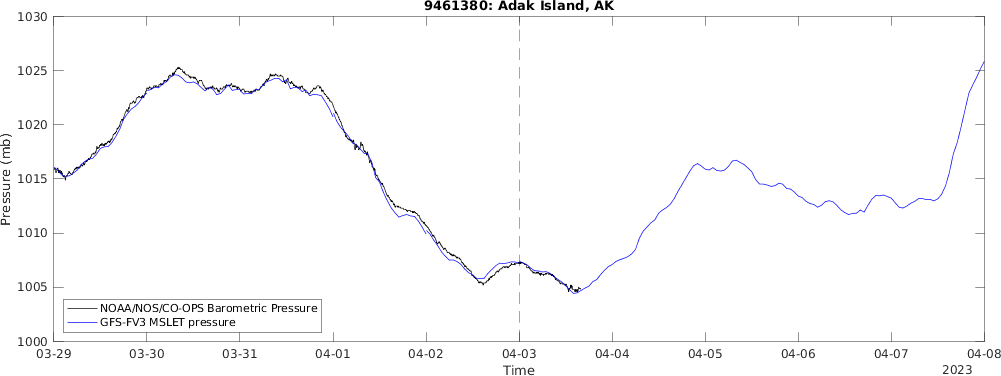 9461380: Adak Island, AK
Pressure (mb)
1030
1025
1020
1015
1010
1005
1000
NOAA/NOS/CO-OPS Barometric Pressure
GFS-FV3 MSLET pressure
03-29 03-30 03-31 04-01 04-02 04-03 04-04 04-05 04-06 04-07 04-08
Time
2023